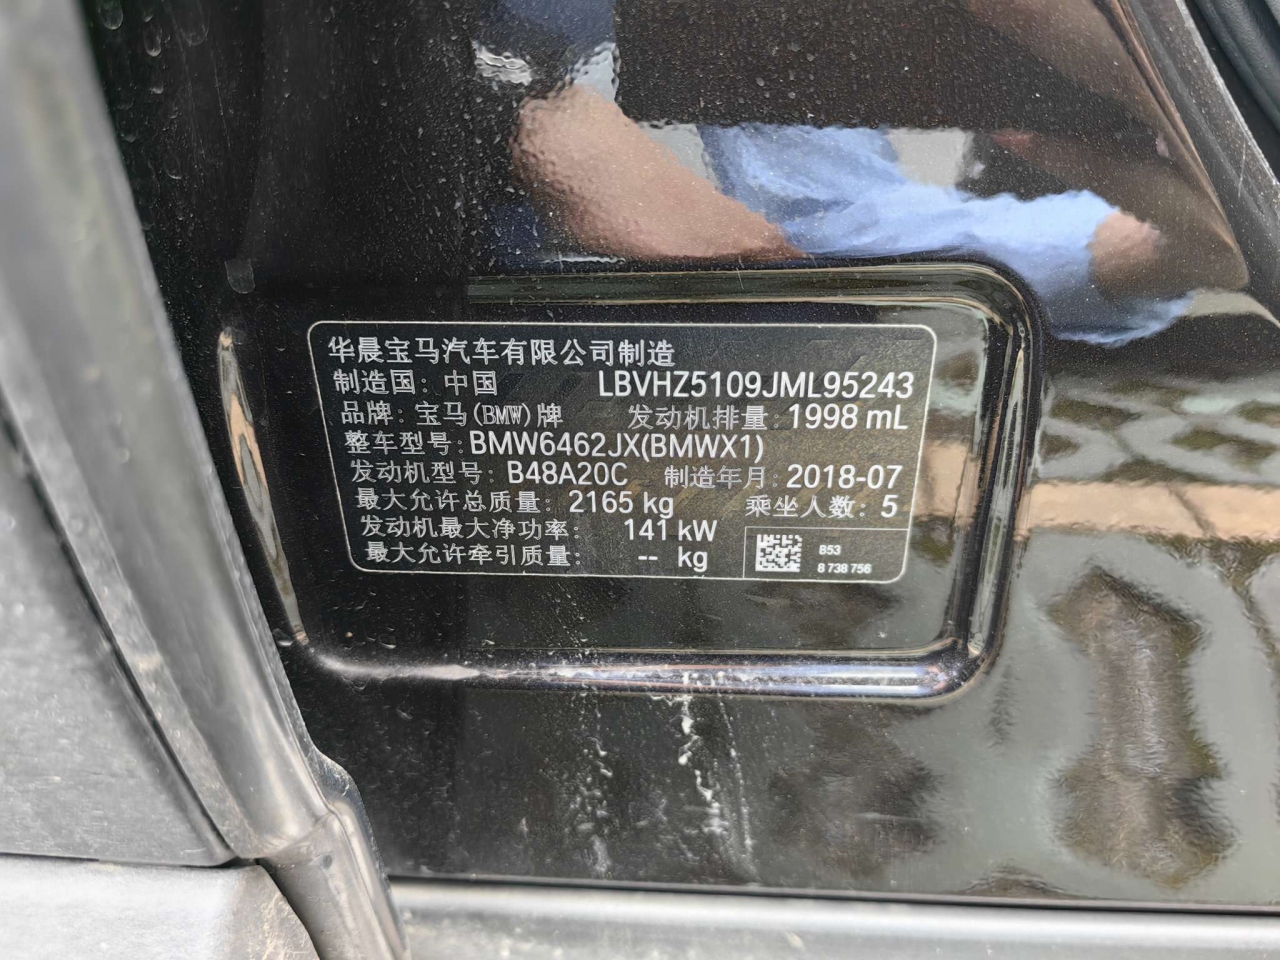 华晨宝马汽车有限公司制造
制造国：中国 LBVHZ5109JML95243
品牌：宝马(BMW)牌 发动机排量：1998 mL
整车型号：BMW6462JX(BMWX1)
发动机型号：B48A20C 制造年月：2018-07
最大允许总质量：2165 kg 乘坐人数：5
发动机最大净功率： 141 kW
最大允许牵引质量： -- kg
853
8 738 756